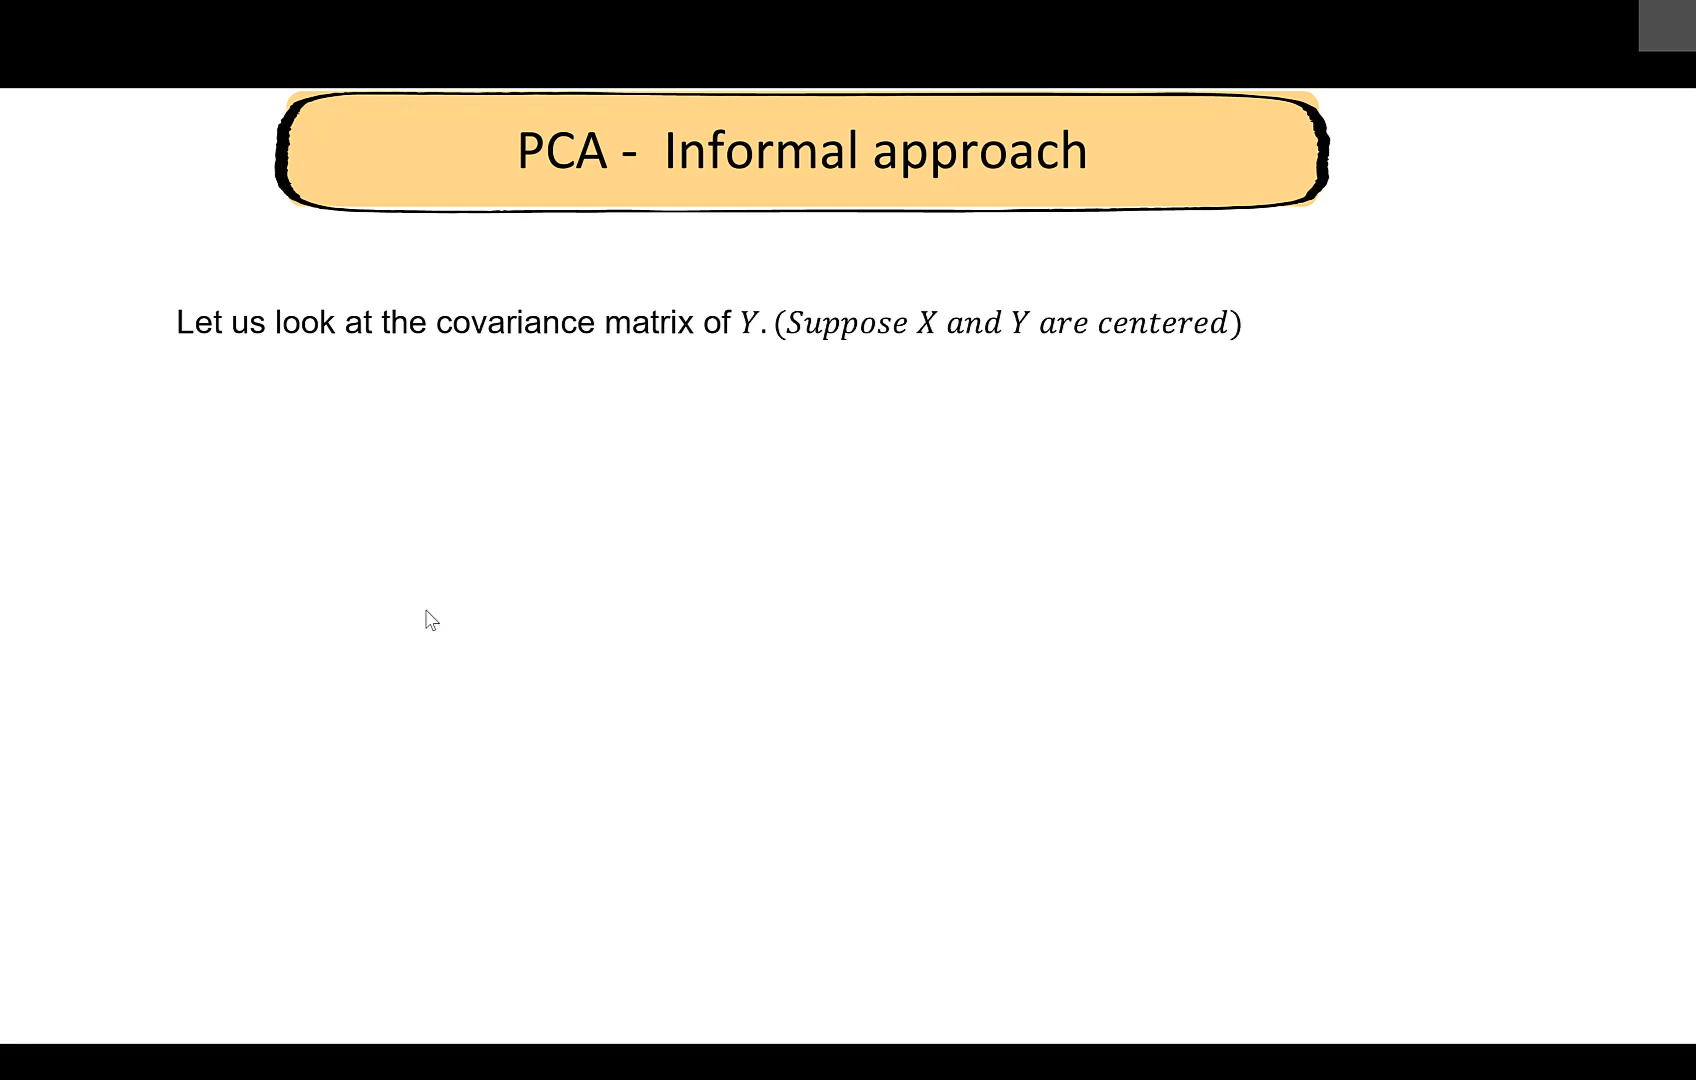 PCA - Informal approach
Let us look at the covariance matrix of Y. (Suppose X and Y are centered)